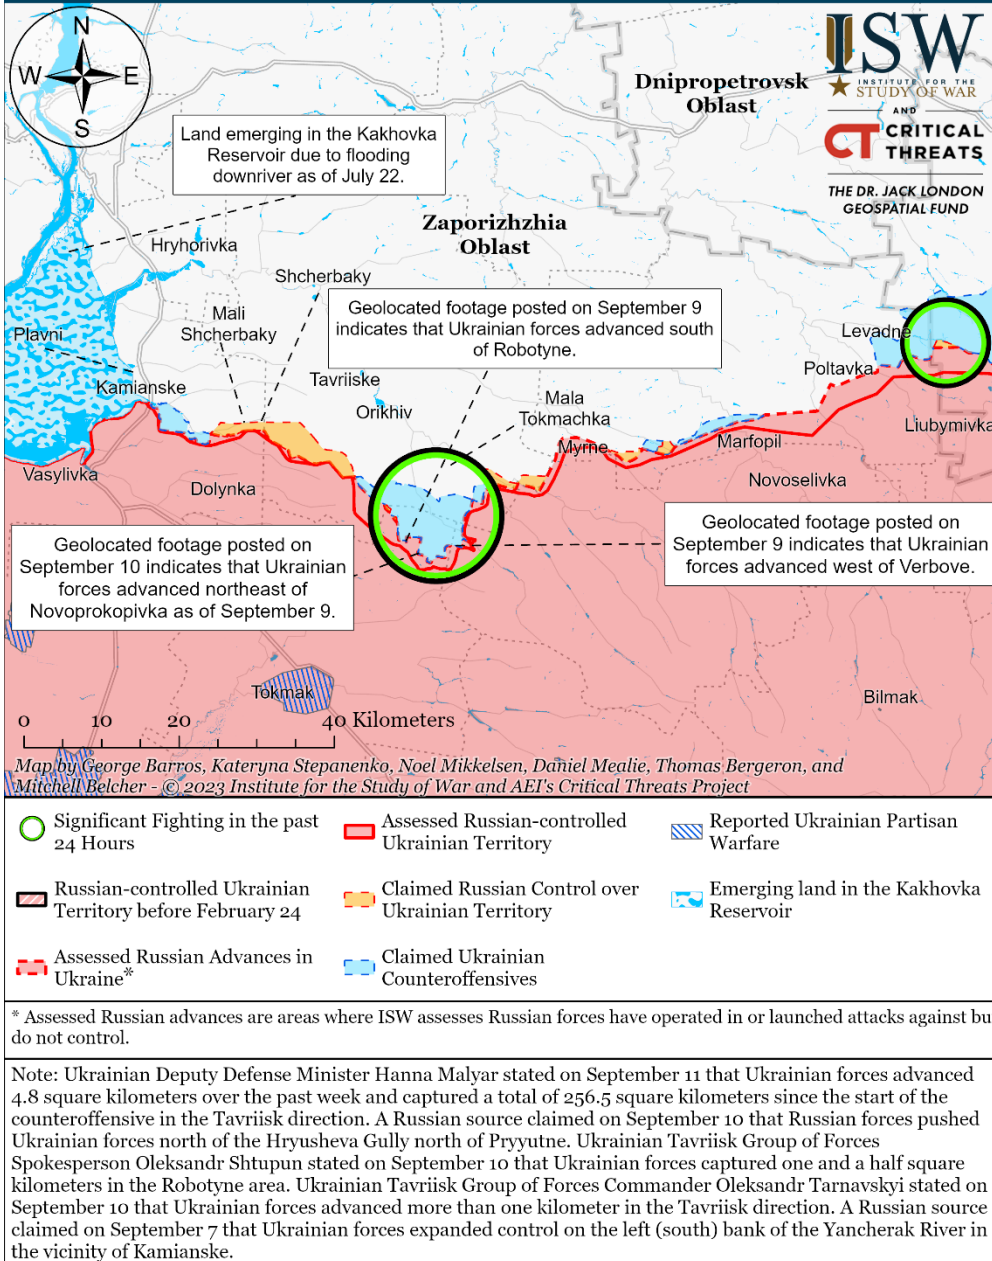 N
W
E
S
ISW
INSTITUTE FOR THE
STUDY OF WAR
AND
CT CRITICAL
THREATS
THE DR. JACK LONDON
GEOSPATIAL FUND
Dnipropetrovsk
Oblast
Land emerging in the Kakhovka
Reservoir due to flooding
downriver as of July 22.
Zaporizhzhia
Oblast
Hryhorivka
Shcherbaky
Geolocated footage posted on September 9
indicates that Ukrainian forces advanced south
of Robotyne.
Mali
Shcherbaky
Plavni
Levadne
Poltavka
Kamianske
Tavriiske
Orikhiv
Mala
Tokmachka
Myrne
Marfopil
Liubymivka
Vasylivka
Dolynka
Novoselivka
Geolocated footage posted on
September 10 indicates that Ukrainian
forces advanced northeast of
Novoprokopivka as of September 9.
Geolocated footage posted on
September 9 indicates that Ukrainian
forces advanced west of Verbove.
Tokmak
Bilmak
0 10 20 40 Kilometers
Map by George Barros, Kateryna Stepanenko, Noel Mikkelsen, Daniel Mealie, Thomas Bergeron, and
Mitchell Belcher - © 2023 Institute for the Study of War and AEI's Critical Threats Project
Significant Fighting in the past
24 Hours
Russian-controlled Ukrainian
Territory before February 24
Assessed Russian Advances in
Ukraine*
Assessed Russian-controlled
Ukrainian Territory
Claimed Russian Control over
Ukrainian Territory
Claimed Ukrainian
Counteroffensives
Reported Ukrainian Partisan
Warfare
Emerging land in the Kakhovka
Reservoir
* Assessed Russian advances are areas where ISW assesses Russian forces have operated in or launched attacks against bu
do not control.
Note: Ukrainian Deputy Defense Minister Hanna Malyar stated on September 11 that Ukrainian forces advanced
4.8 square kilometers over the past week and captured a total of 256.5 square kilometers since the start of the
counteroffensive in the Tavriisk direction. A Russian source claimed on September 10 that Russian forces pushed
Ukrainian forces north of the Hryusheva Gully north of Pryyutne. Ukrainian Tavriisk Group of Forces
Spokesperson Oleksandr Shtupun stated on September 10 that Ukrainian forces captured one and a half square
kilometers in the Robotyne area. Ukrainian Tavriisk Group of Forces Commander Oleksandr Tarnavskyi stated on
September 10 that Ukrainian forces advanced more than one kilometer in the Tavriisk direction. A Russian source
claimed on September 7 that Ukrainian forces expanded control on the left (south) bank of the Yancherak River in
the vicinity of Kamianske.